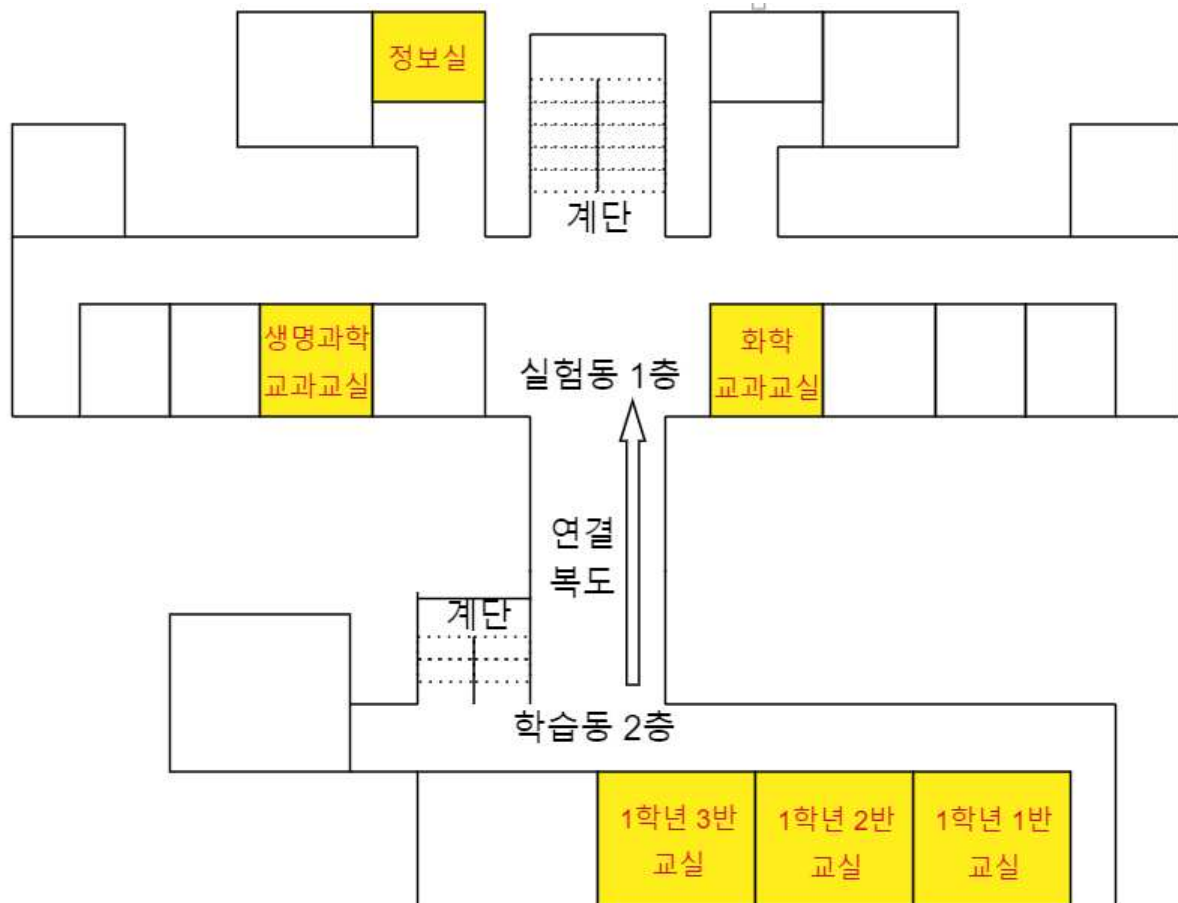 정보실
계단
생명과학
교과교실
화학
교과교실
실험동 1층
연결
복도
계단
학습동 2층
1학년 3반
교실
1학년 2반
교실
1학년 1반
교실